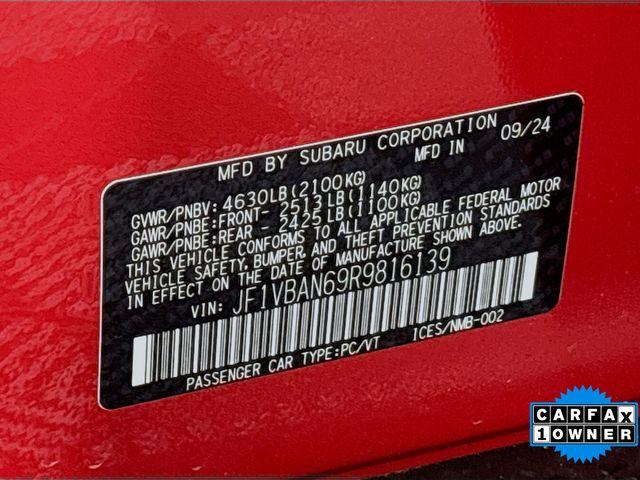 MFD BY SUBARU CORPORATION
MFD IN 09/24
GVWR/PNBV: 4630LB(2100KG)
GAWR/PNBE:FRONT- 2513LB(1140KG)
GAWR/PNBE:REAR - 2425LB(1100KG)
THIS VEHICLE CONFORMS TO ALL APPLICABLE FEDERAL MOTOR
VEHICLE SAFETY, BUMPER, AND THEFT PREVENTION STANDARDS
IN EFFECT ON THE DATE OF MANUFACTURE SHOWN ABOVE.
VIN: JF1VBAN69R9816139
PASSENGER CAR TYPE:PC/VT ICES/NMB-002
CARFAX
1 OWNER